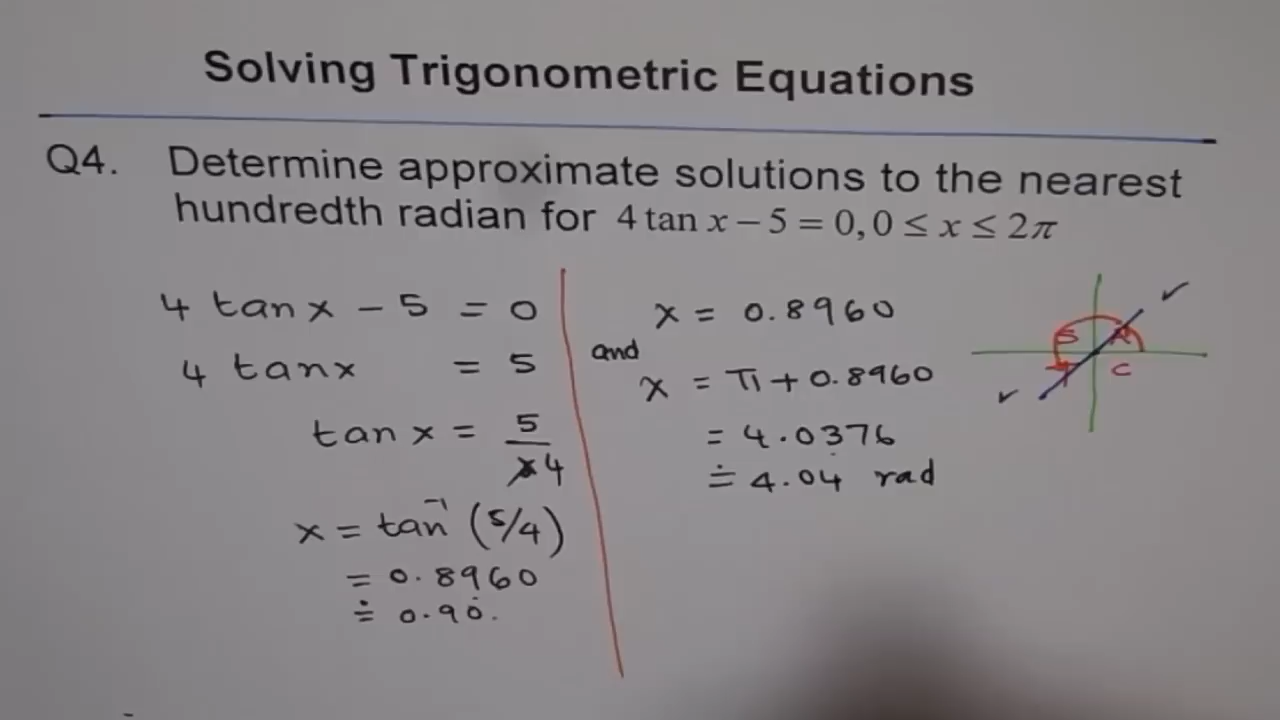 Solving Trigonometric Equations
Q4. Determine approximate solutions to the nearest
hundredth radian for 4 tan x − 5 = 0, 0 ≤ x ≤ 2π
4 tanx − 5 = 0
4 tanx = 5
tan x = 5/4
x = tan⁻¹ (5/4)
= 0.8960
≐ 0.90.
x = 0.8960
and
x = π + 0.8960
= 4.0376
≐ 4.04 rad
S A
T C